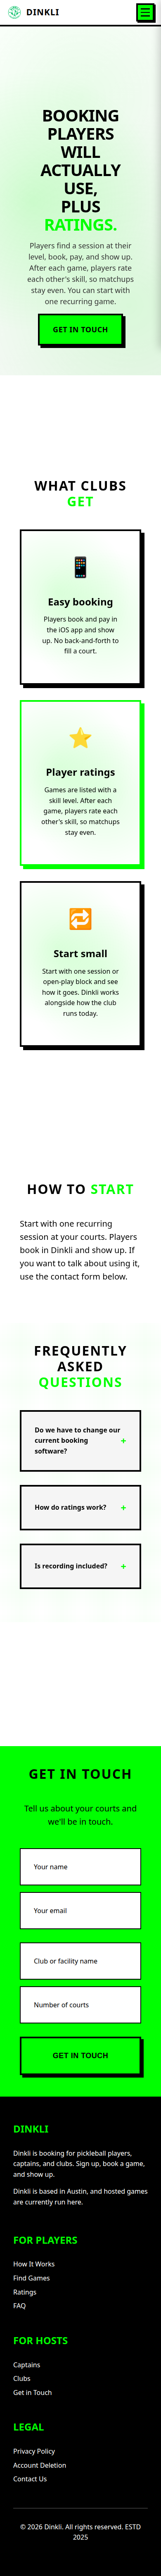 DINKLI
BOOKING
PLAYERS
WILL
ACTUALLY
USE,
PLUS
RATINGS.
Players find a session at their
level, book, pay, and show up.
After each game, players rate
each other's skill, so matchups
stay even. You can start with
one recurring game.
GET IN TOUCH
WHAT CLUBS
GET
Easy booking
Players book and pay in
the iOS app and show
up. No back-and-forth to
fill a court.
Player ratings
Games are listed with a
skill level. After each
game, players rate each
other's skill, so matchups
stay even.
Start small
Start with one session or
open-play block and see
how it goes. Dinkli works
alongside how the club
runs today.
HOW TO START
Start with one recurring
session at your courts. Players
book in Dinkli and show up. If
you want to talk about using it,
use the contact form below.
FREQUENTLY
ASKED
QUESTIONS
Do we have to change our
current booking
software?
+
How do ratings work?
+
Is recording included?
+
GET IN TOUCH
Tell us about your courts and
we'll be in touch.
Your name
Your email
Club or facility name
Number of courts
GET IN TOUCH
DINKLI
Dinkli is booking for pickleball players,
captains, and clubs. Sign up, book a game,
and show up.
Dinkli is based in Austin, and hosted games
are currently run here.
FOR PLAYERS
How It Works
Find Games
Ratings
FAQ
FOR HOSTS
Captains
Clubs
Get in Touch
LEGAL
Privacy Policy
Account Deletion
Contact Us
© 2026 Dinkli. All rights reserved. ESTD
2025